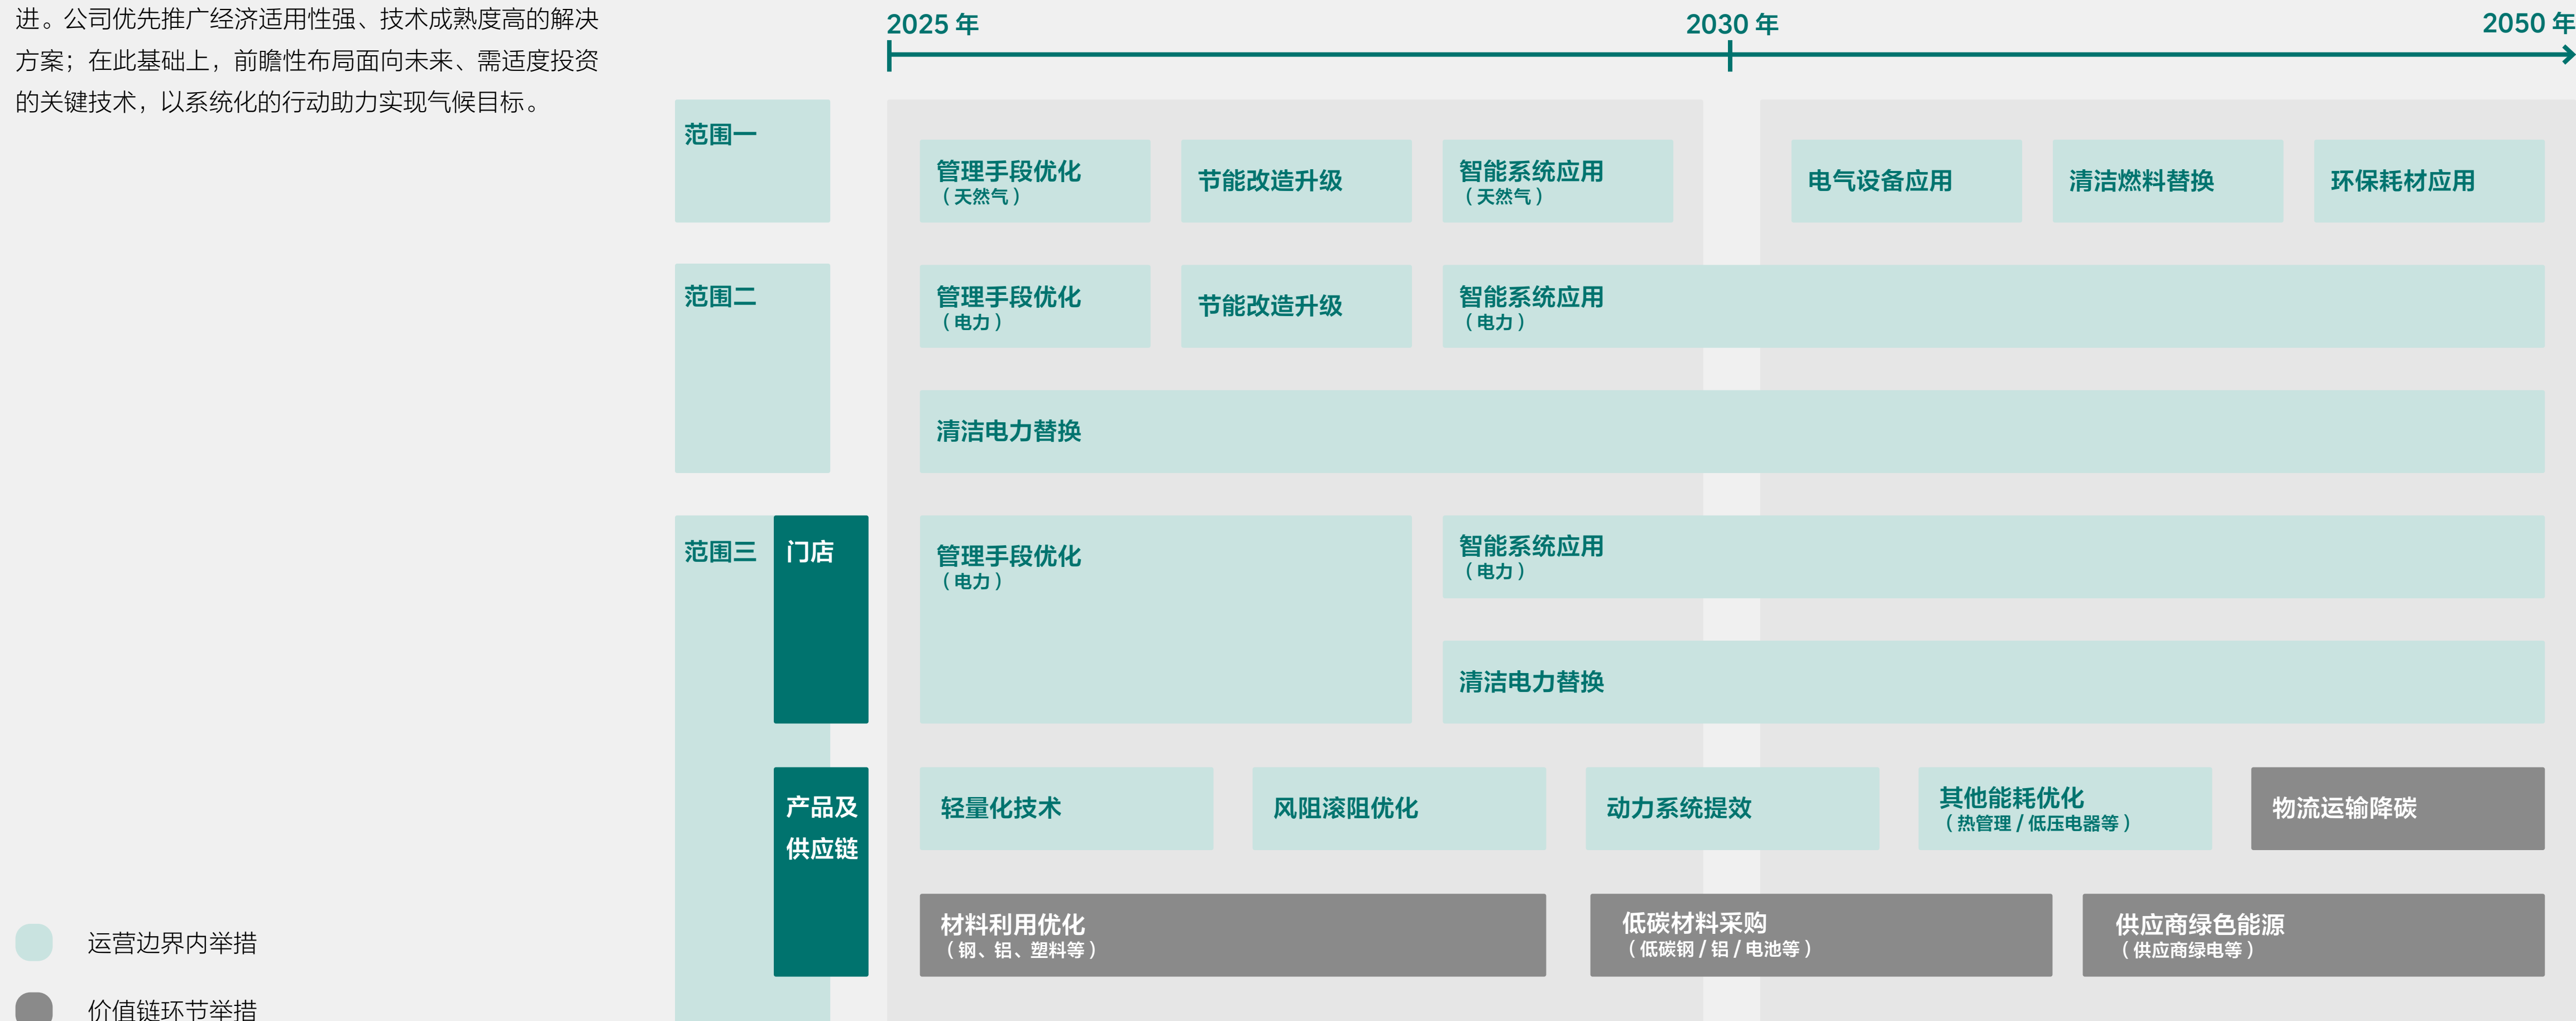 进。公司优先推广经济适用性强、技术成熟度高的解决
方案；在此基础上，前瞻性布局面向未来、需适度投资
的关键技术，以系统化的行动助力实现气候目标。
2025 年
2030 年
2050 年
范围一
管理手段优化
（天然气）
节能改造升级
智能系统应用
（天然气）
电气设备应用
清洁燃料替换
环保耗材应用
范围二
管理手段优化
（电力）
节能改造升级
智能系统应用
（电力）
清洁电力替换
范围三
门店
管理手段优化
（电力）
智能系统应用
（电力）
清洁电力替换
产品及
供应链
轻量化技术
风阻滚阻优化
动力系统提效
其他能耗优化
（热管理 / 低压电器等）
物流运输降碳
材料利用优化
（钢、铝、塑料等）
低碳材料采购
（低碳钢 / 铝 / 电池等）
供应商绿色能源
（供应商绿电等）
运营边界内举措
价值链环节举措